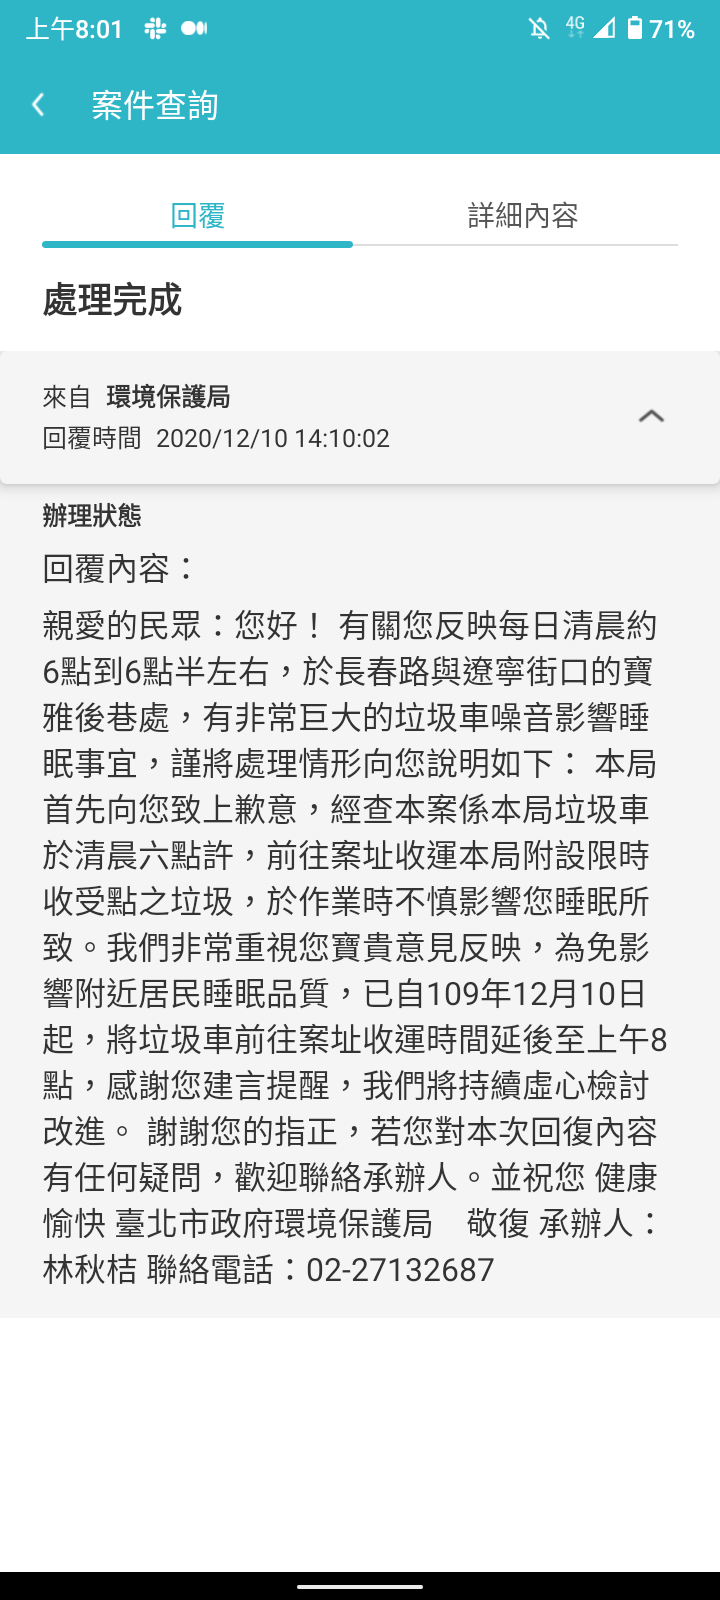 上午8:01
4G
71%
案件查詢
回覆
詳細內容
處理完成
來自 環境保護局
回覆時間 2020/12/10 14:10:02
辦理狀態
回覆內容：
親愛的民眾：您好！ 有關您反映每日清晨約
6點到6點半左右，於長春路與遼寧街口的寶
雅後巷處，有非常巨大的垃圾車噪音影響睡
眠事宜，謹將處理情形向您說明如下： 本局
首先向您致上歉意，經查本案係本局垃圾車
於清晨六點許，前往案址收運本局附設限時
收受點之垃圾，於作業時不慎影響您睡眠所
致。我們非常重視您寶貴意見反映，為免影
響附近居民睡眠品質，已自109年12月10日
起，將垃圾車前往案址收運時間延後至上午8
點，感謝您建言提醒，我們將持續虛心檢討
改進。 謝謝您的指正，若您對本次回復內容
有任何疑問，歡迎聯絡承辦人。並祝您 健康
愉快 臺北市政府環境保護局　敬復 承辦人：
林秋桔 聯絡電話：02-27132687